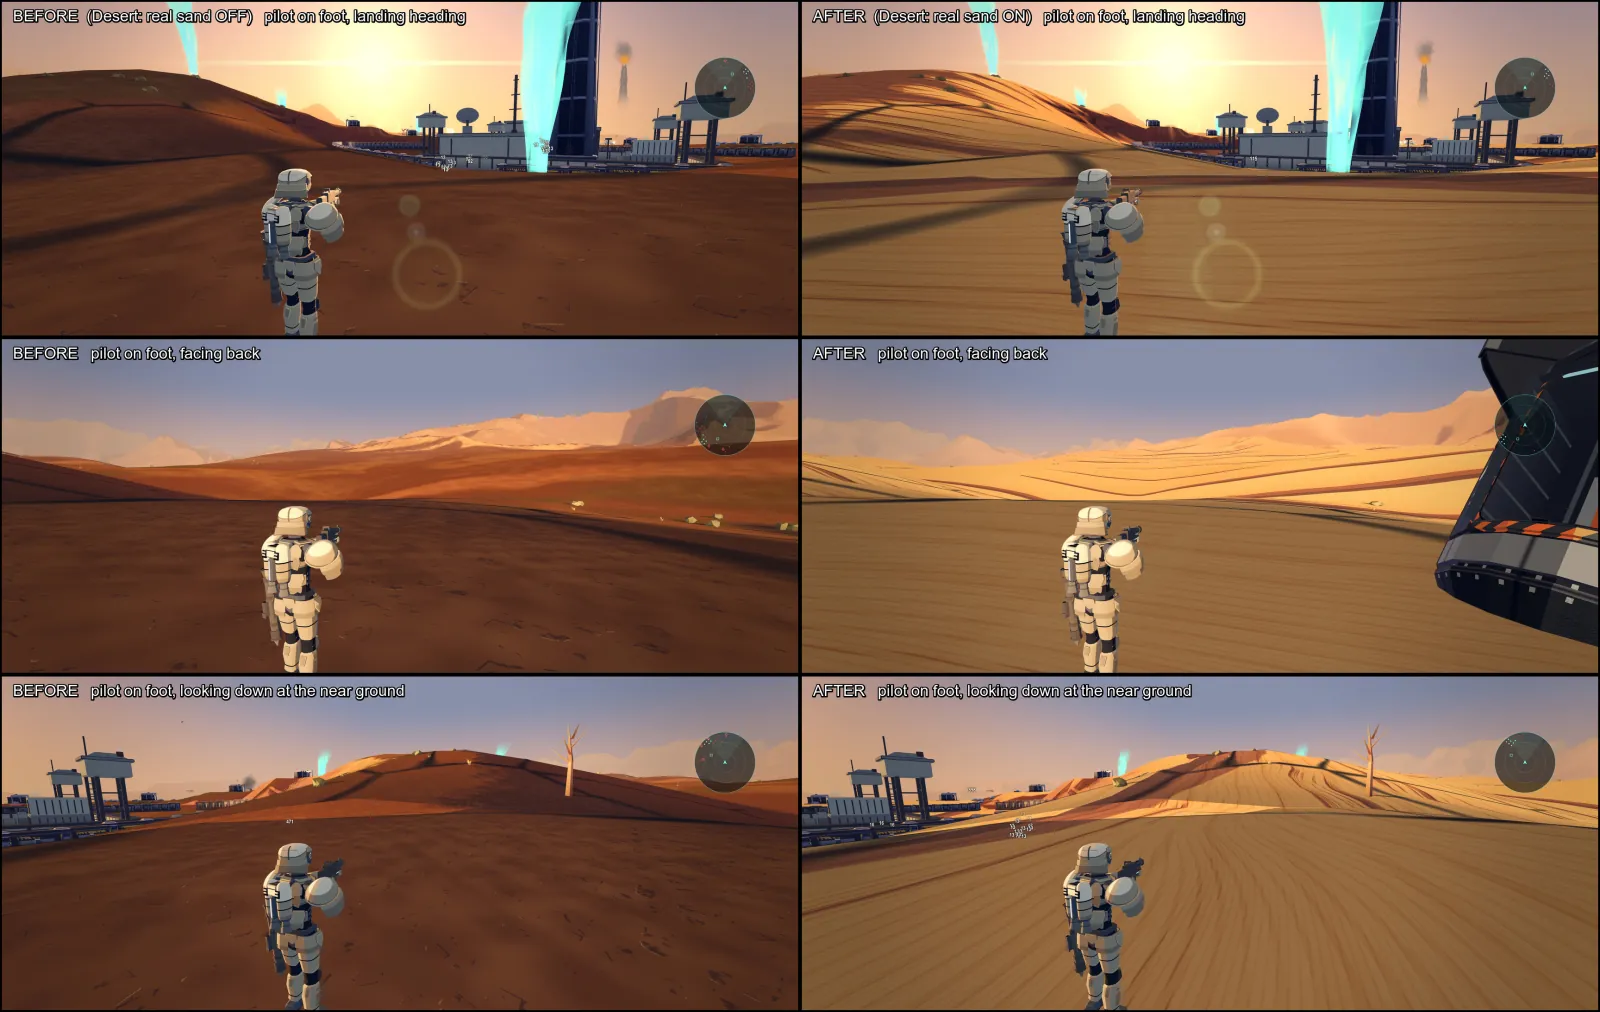 BEFORE (Desert: real sand OFF) pilot on foot, landing heading
AFTER (Desert: real sand ON) pilot on foot, landing heading
BEFORE pilot on foot, facing back
AFTER pilot on foot, facing back
BEFORE pilot on foot, looking down at the near ground
AFTER pilot on foot, looking down at the near ground